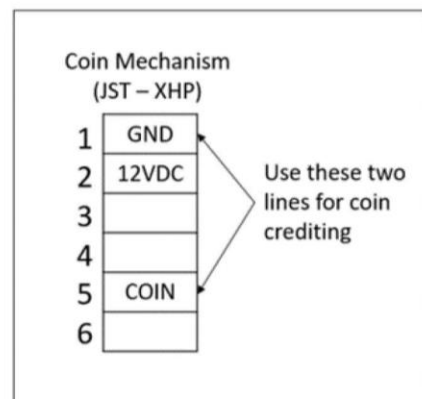 Coin Mechanism
(JST – XHP)
1 GND
2 12VDC
3
4
5 COIN
6
Use these two
lines for coin
crediting